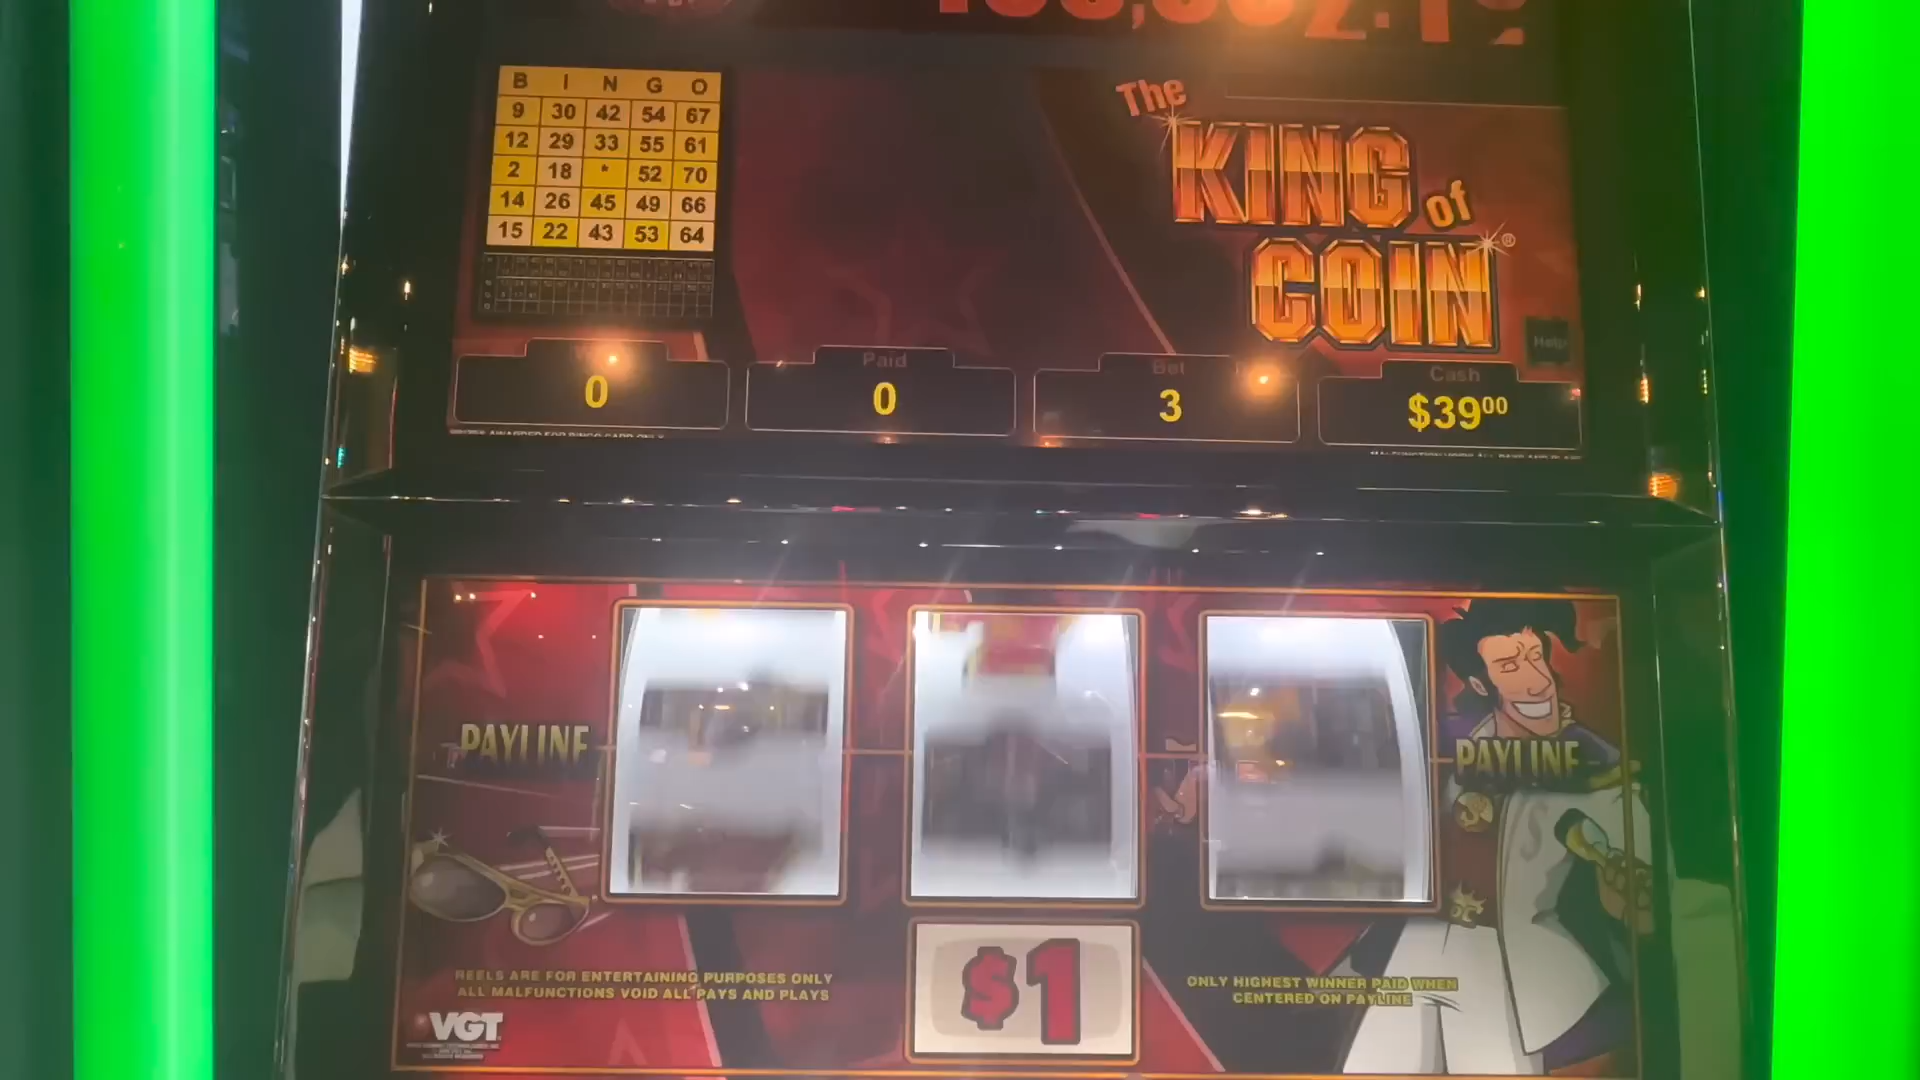 B I N G O
9 30 42 54 67
12 29 33 55 61
2 18 * 52 70
14 26 45 49 66
15 22 43 53 64
The
KING of
COIN®
Help
Paid
Bet
Cash
0
0
3
$3900
PAYLINE
PAYLINE
REELS ARE FOR ENTERTAINING PURPOSES ONLY
ALL MALFUNCTIONS VOID ALL PAYS AND PLAYS
$1
ONLY HIGHEST WINNER PAID WHEN
CENTERED ON PAYLINE
VGT